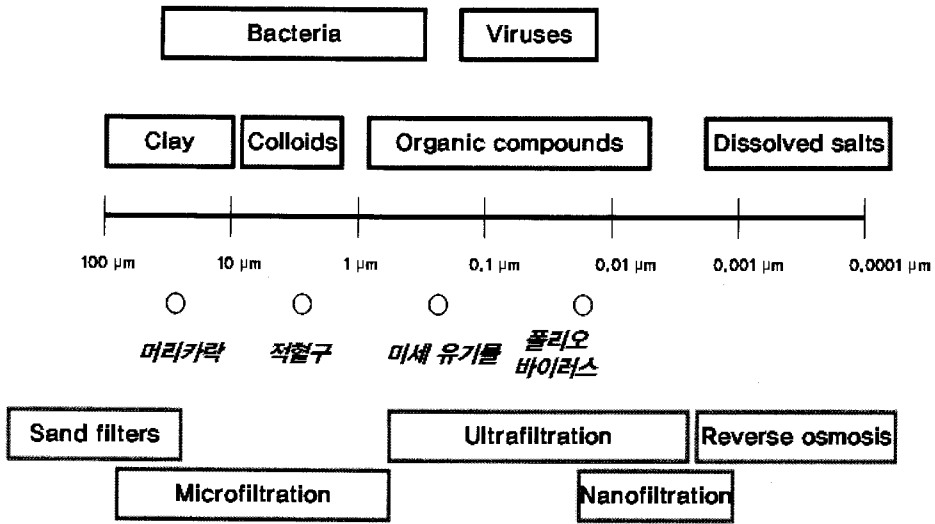 Bacteria
Viruses
Clay
Colloids
Organic compounds
Dissolved salts
100 μm
10 μm
1 μm
0.1 μm
0.01 μm
0.001 μm
0.0001 μm
머리카락
적혈구
미세 유기물
폴리오
바이러스
Sand filters
Ultrafiltration
Reverse osmosis
Microfiltration
Nanofiltration